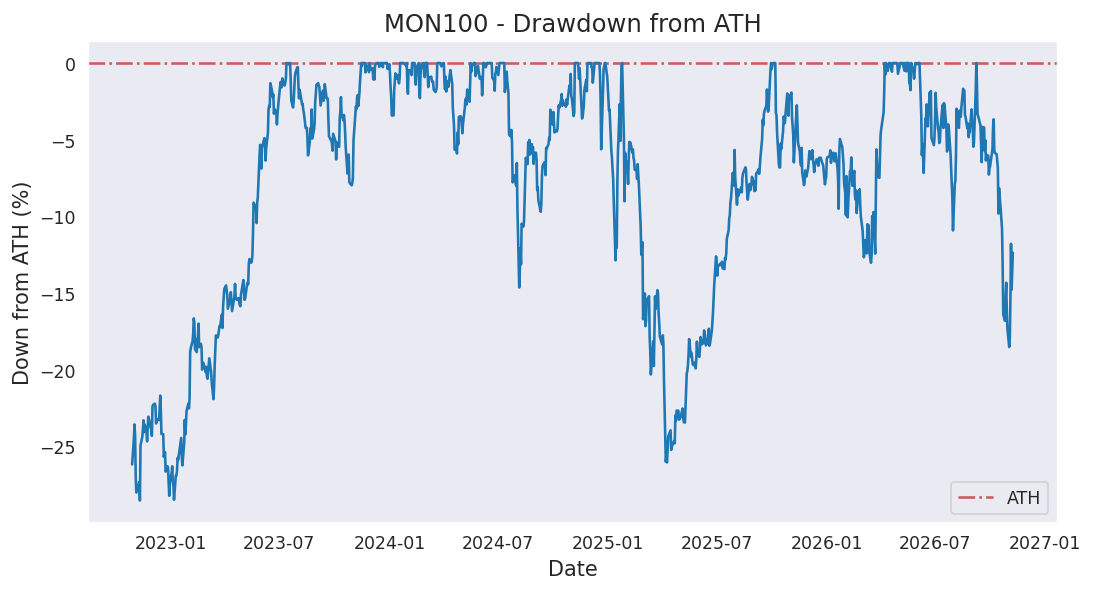 MON100 - Drawdown from ATH
Down from ATH (%)
0
−5
−10
−15
−20
−25
ATH
2023-01 2023-07 2024-01 2024-07 2025-01 2025-07 2026-01 2026-07 2027-01
Date